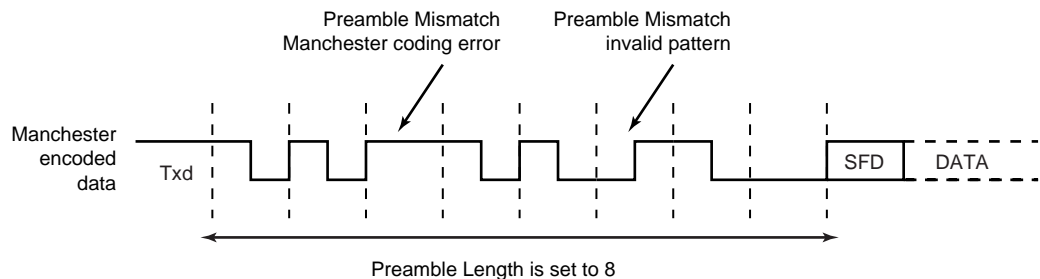 Preamble Mismatch
Manchester coding error
Preamble Mismatch
invalid pattern
Manchester
encoded
data
Txd
SFD
DATA
Preamble Length is set to 8